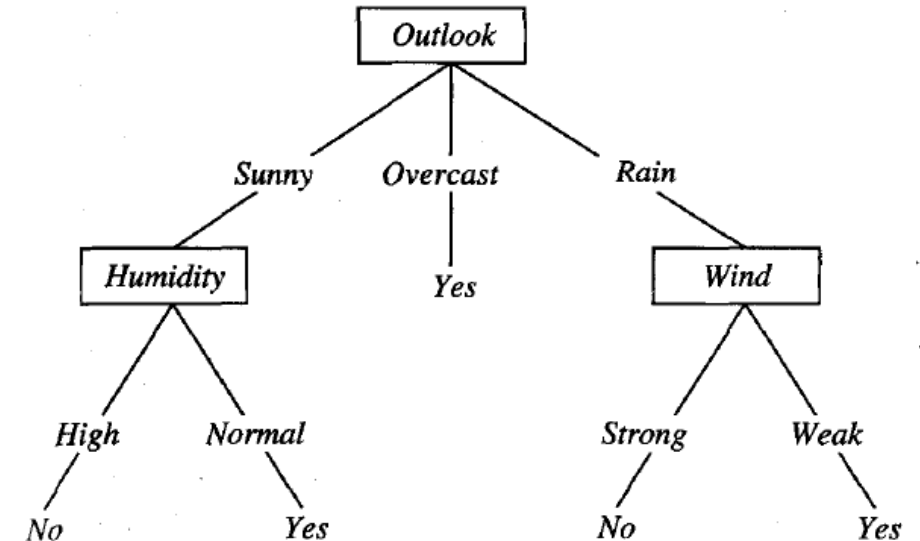 Outlook
Sunny Overcast Rain
Humidity Yes Wind
High Normal Strong Weak
No Yes No Yes